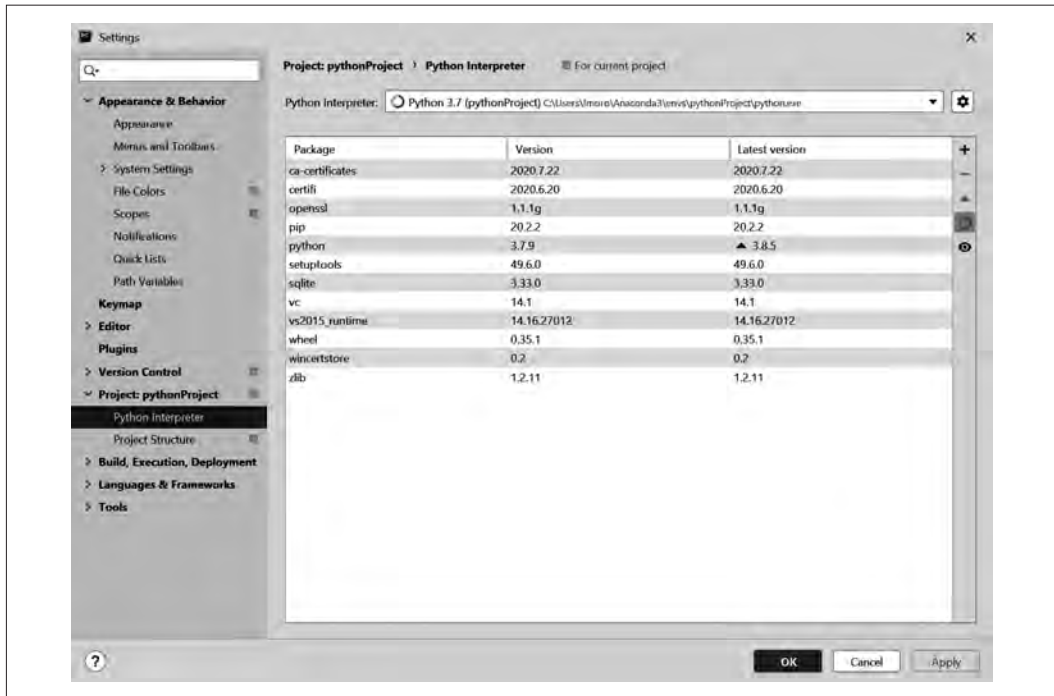 Settings
Project: pythonProject › Python Interpreter For current project
Python Interpreter: Python 3.7 (pythonProject) C:\Users\lmoro\Anaconda3\envs\pythonProject\python.exe
Appearance & Behavior
Appearance
Menus and Toolbars
System Settings
File Colors
Scopes
Notifications
Quick Lists
Path Variables
Keymap
Editor
Plugins
Version Control
Project: pythonProject
Python Interpreter
Project Structure
Build, Execution, Deployment
Languages & Frameworks
Tools
Package Version Latest version
ca-certificates 2020.7.22 2020.7.22
certifi 2020.6.20 2020.6.20
openssl 1.1.1g 1.1.1g
pip 20.2.2 20.2.2
python 3.7.9 ▲ 3.8.5
setuptools 49.6.0 49.6.0
sqlite 3.33.0 3.33.0
vc 14.1 14.1
vs2015_runtime 14.16.27012 14.16.27012
wheel 0.35.1 0.35.1
wincertstore 0.2 0.2
zlib 1.2.11 1.2.11
?
OK Cancel Apply